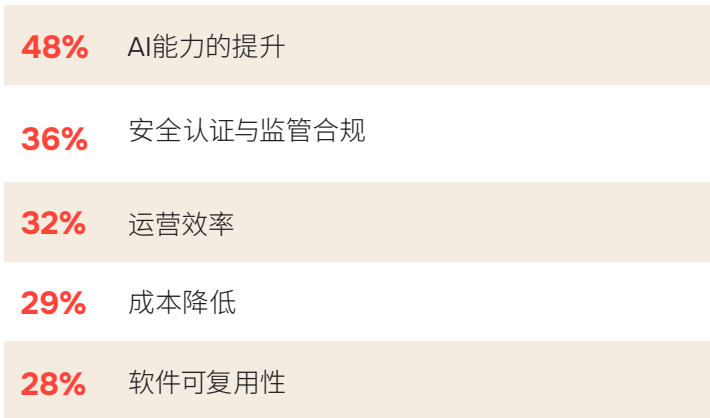 48% AI能力的提升
36% 安全认证与监管合规
32% 运营效率
29% 成本降低
28% 软件可复用性